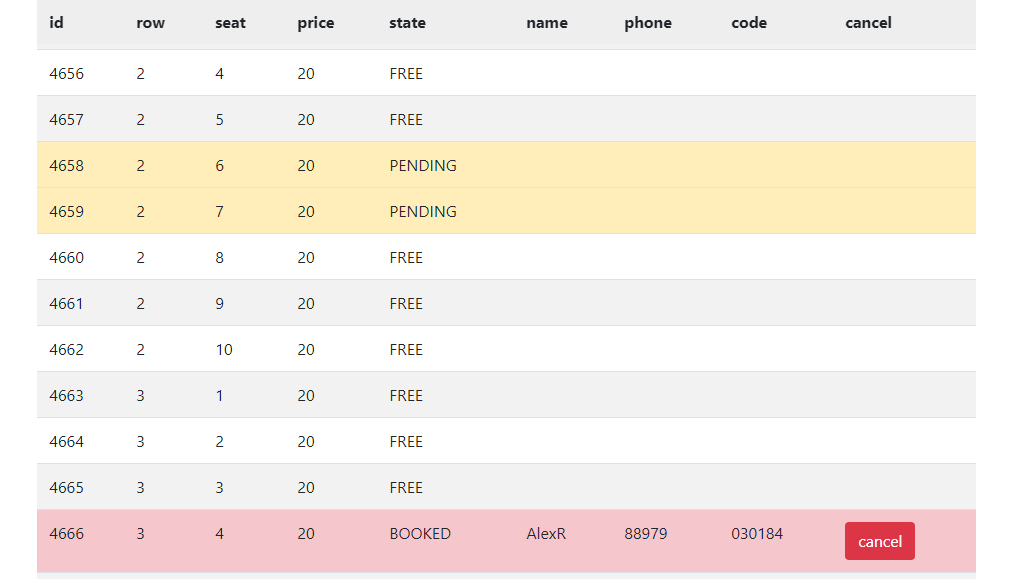 id row seat price state name phone code cancel
4656 2 4 20 FREE
4657 2 5 20 FREE
4658 2 6 20 PENDING
4659 2 7 20 PENDING
4660 2 8 20 FREE
4661 2 9 20 FREE
4662 2 10 20 FREE
4663 3 1 20 FREE
4664 3 2 20 FREE
4665 3 3 20 FREE
4666 3 4 20 BOOKED AlexR 88979 030184 cancel